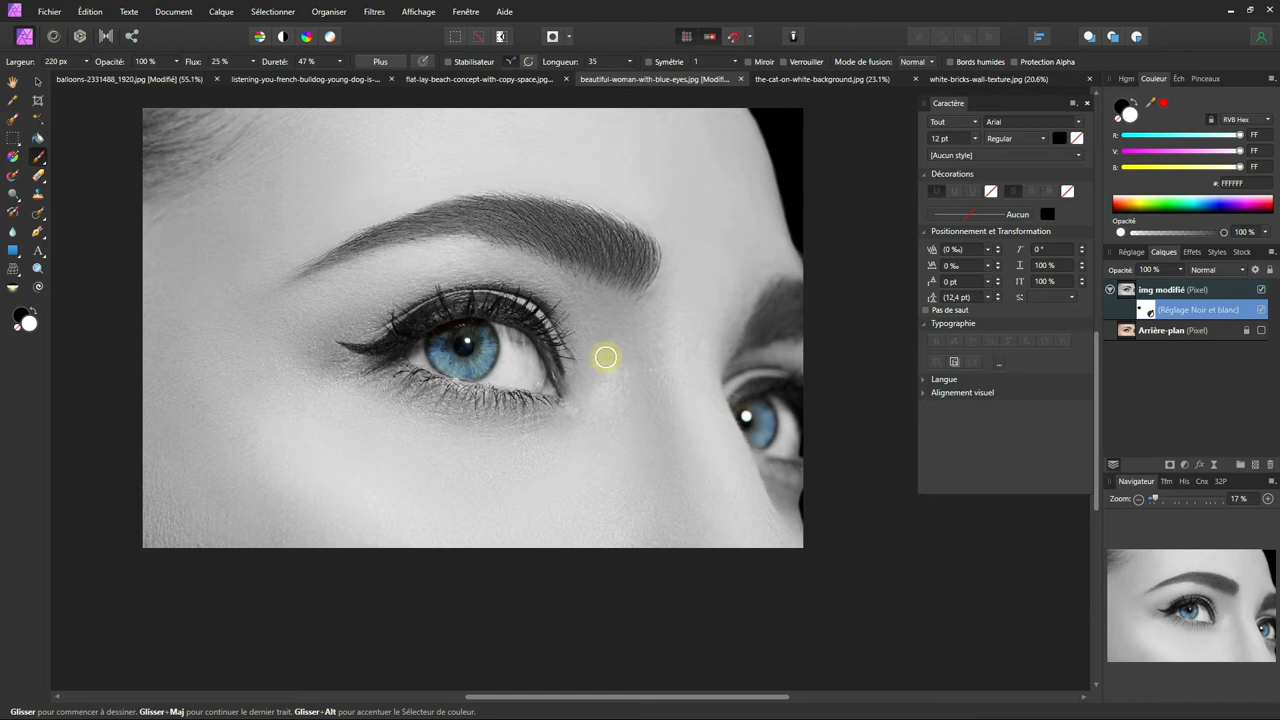 Fichier Édition Texte Document Calque Sélectionner Organiser Filtres Affichage Fenêtre Aide
Largeur: 220 px Opacité: 100 % Flux: 25 % Dureté: 47 % Plus Stabilisateur Longueur: 35 Symétrie 1 Miroir Verrouiller Mode de fusion: Normal Bords humides Protection Alpha
balloons-2331488_1920.jpg [Modifié] (55.1%) listening-you-french-bulldog-young-dog-is-... flat-lay-beach-concept-with-copy-space.jpg... beautiful-woman-with-blue-eyes.jpg [Modifi... the-cat-on-white-background.jpg (23.1%) white-bricks-wall-texture.jpg (20.6%)
Hgm Couleur Éch Pinceaux
Caractère
RVB Hex
Tout Arial
R: FF
12 pt Regular
V: FF
[Aucun style]
B: FF
Décorations
#: FFFFFF
U U U S S S
Aucun
Opacité
100 %
Positionnement et Transformation
(0 ‰) 0 °
Réglage Calques Effets Styles Stock
0 ‰ 100 %
Opacité: 100 % Normal
0 pt 100 %
img modifié (Pixel)
(12,4 pt) S:
Pas de saut
(Réglage Noir et blanc)
Typographie
Arrière-plan (Pixel)
...
Langue
Alignement visuel
Navigateur Tfm His Cnx 32P
Zoom: 17 %
Glisser pour commencer à dessiner. Glisser+Maj pour continuer le dernier trait. Glisser+Alt pour accentuer le Sélecteur de couleur.